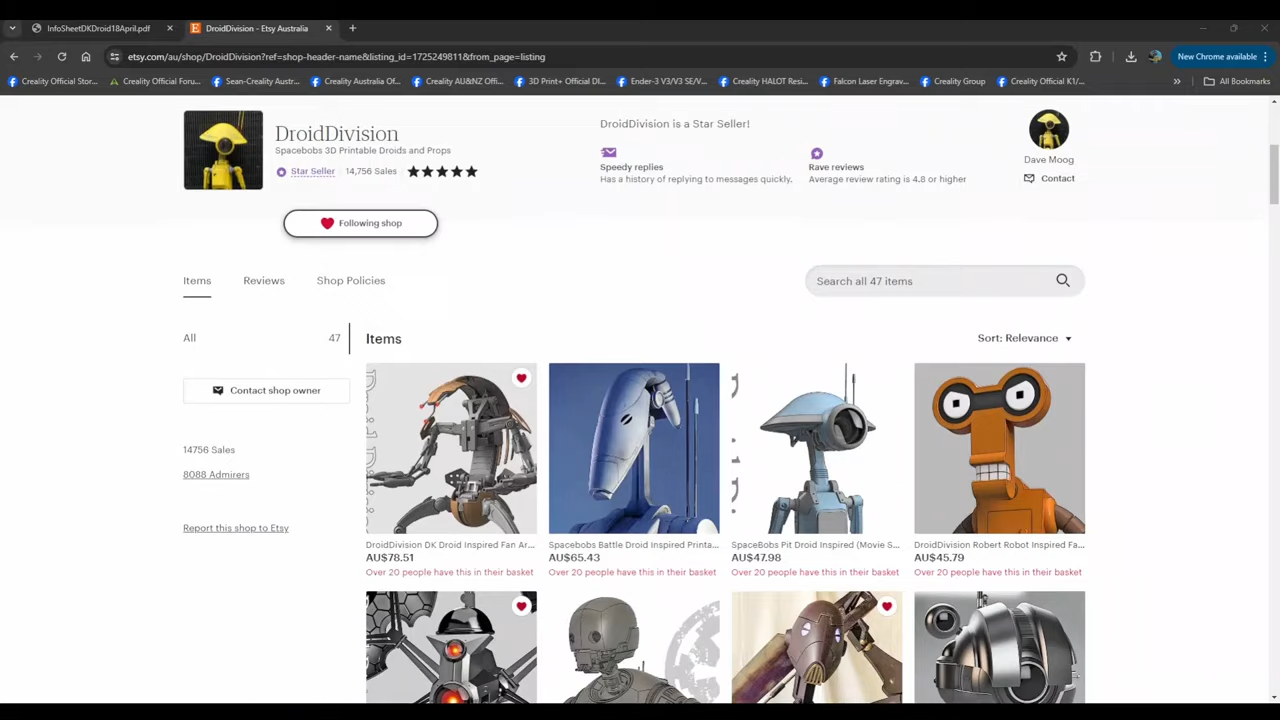 InfoSheetDKDroid18April.pdf
DroidDivision - Etsy Australia
etsy.com/au/shop/DroidDivision?ref=shop-header-name&listing_id=1725249811&from_page=listing
New Chrome available
Creality Official Store...
Creality Official Foru...
Sean-Creality Austr...
Creality Australia Of...
Creality AU&NZ Offic...
3D Print+ Official DI...
Ender-3 V3/V3 SE/V...
Creality HALOT Resi...
Falcon Laser Engrav...
Creality Group
Creality Official K1/...
All Bookmarks
DroidDivision
Spacebobs 3D Printable Droids and Props
Star Seller
14,756 Sales
DroidDivision is a Star Seller!
Speedy replies
Has a history of replying to messages quickly.
Rave reviews
Average review rating is 4.8 or higher
Dave Moog
Contact
Following shop
Items
Reviews
Shop Policies
Search all 47 items
All 47
Items
Sort: Relevance
Contact shop owner
14756 Sales
8088 Admirers
Report this shop to Etsy
DroidDivision DK Droid Inspired Fan Ar...
AU$78.51
Over 20 people have this in their basket
Spacebobs Battle Droid Inspired Printa...
AU$65.43
Over 20 people have this in their basket
SpaceBobs Pit Droid Inspired (Movie S...
AU$47.98
Over 20 people have this in their basket
DroidDivision Robert Robot Inspired Fa...
AU$45.79
Over 20 people have this in their basket